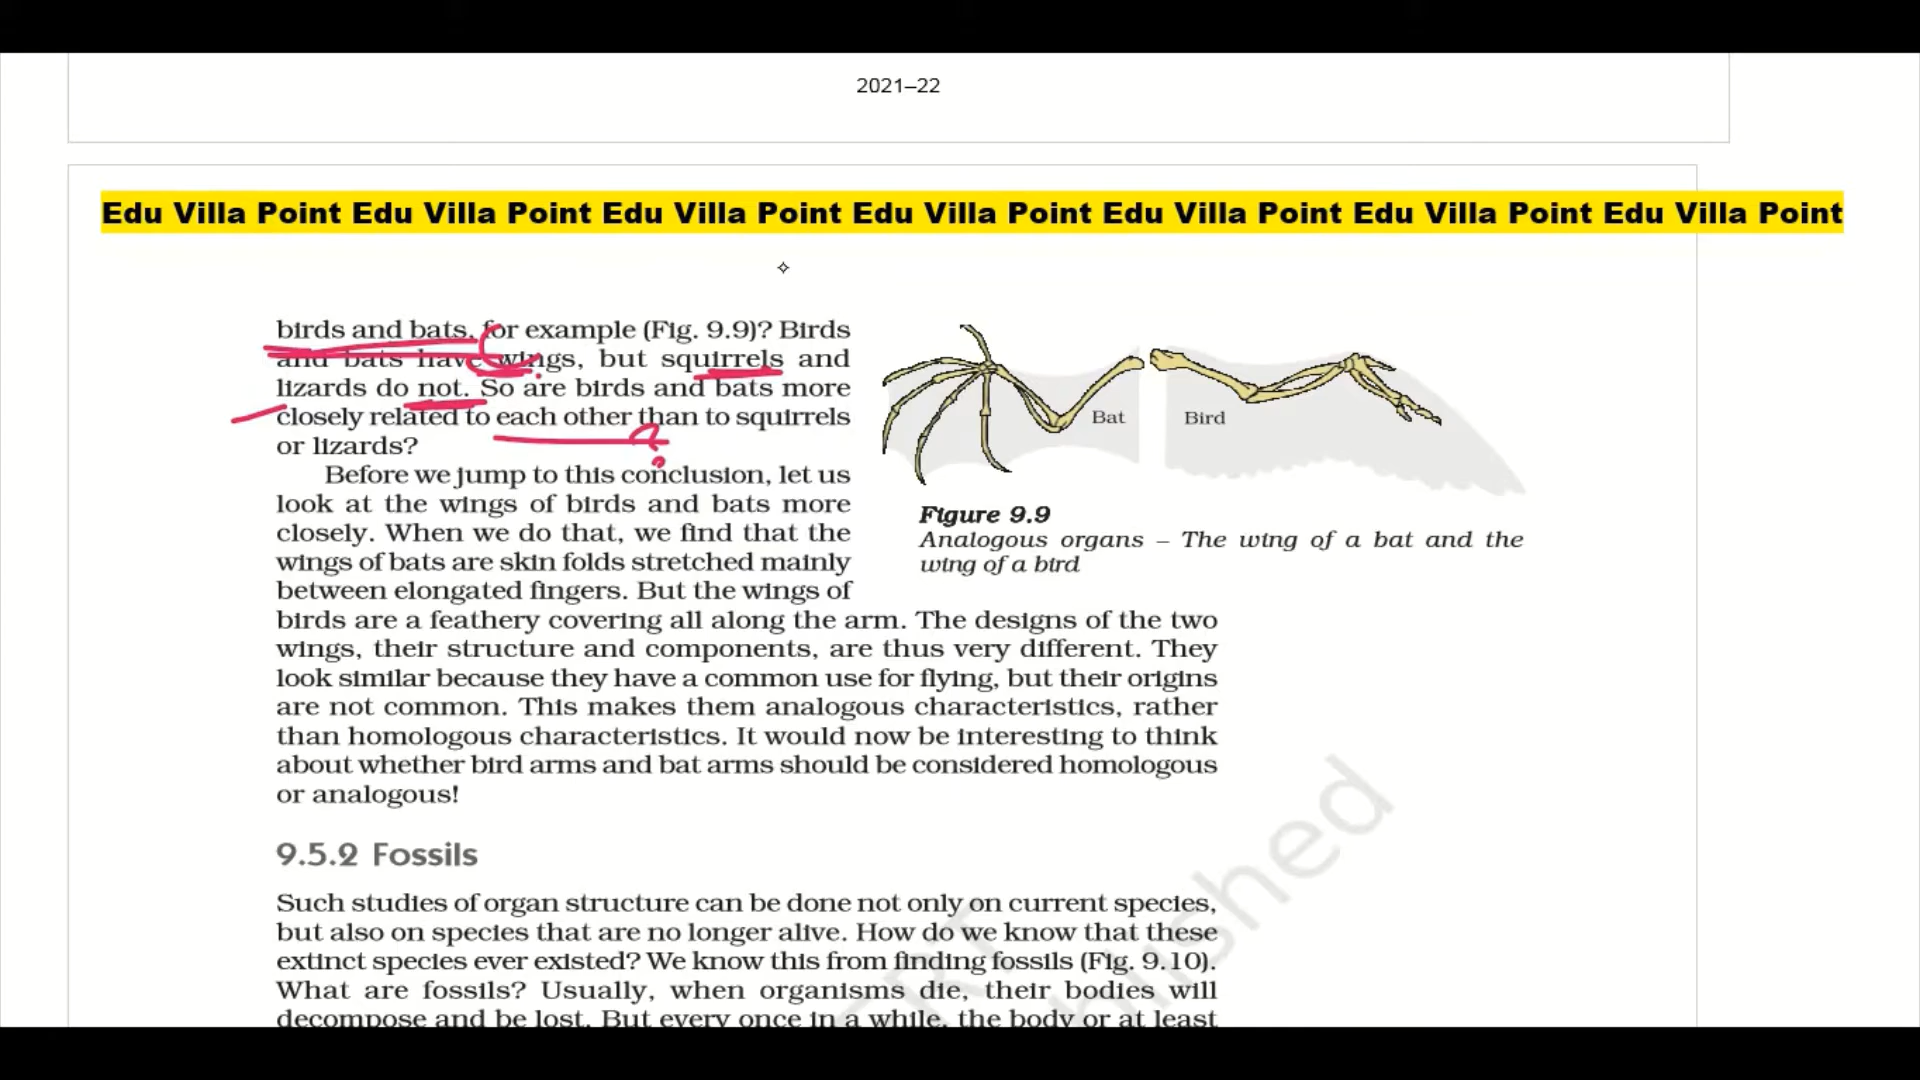 2021–22
Edu Villa Point Edu Villa Point Edu Villa Point Edu Villa Point Edu Villa Point Edu Villa Point Edu Villa Point
birds and bats, for example (Fig. 9.9)? Birds
and bats have wings, but squirrels and
lizards do not. So are birds and bats more
closely related to each other than to squirrels
or lizards?
Before we jump to this conclusion, let us
look at the wings of birds and bats more
closely. When we do that, we find that the
wings of bats are skin folds stretched mainly
between elongated fingers. But the wings of
birds are a feathery covering all along the arm. The designs of the two
wings, their structure and components, are thus very different. They
look similar because they have a common use for flying, but their origins
are not common. This makes them analogous characteristics, rather
than homologous characteristics. It would now be interesting to think
about whether bird arms and bat arms should be considered homologous
or analogous!
Bat
Bird
Figure 9.9
Analogous organs – The wing of a bat and the
wing of a bird
9.5.2 Fossils
Such studies of organ structure can be done not only on current species,
but also on species that are no longer alive. How do we know that these
extinct species ever existed? We know this from finding fossils (Fig. 9.10).
What are fossils? Usually, when organisms die, their bodies will
decompose and be lost. But every once in a while, the body or at least